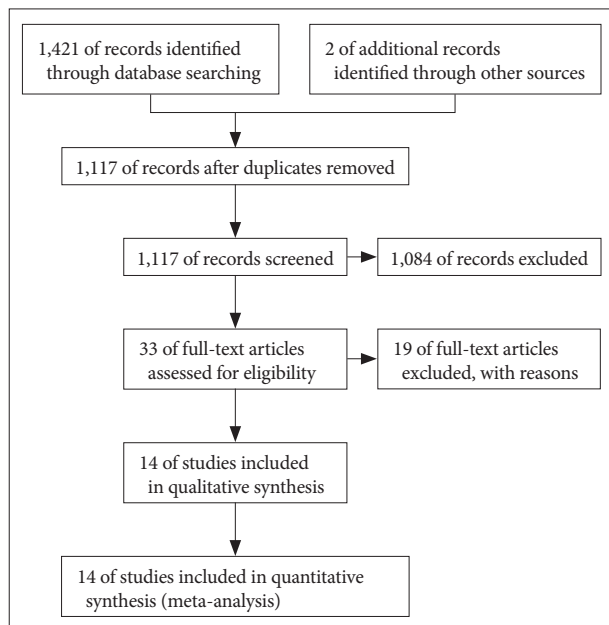 1,421 of records identified
through database searching
2 of additional records
identified through other sources
1,117 of records after duplicates removed
1,117 of records screened
1,084 of records excluded
33 of full-text articles
assessed for eligibility
19 of full-text articles
excluded, with reasons
14 of studies included
in qualitative synthesis
14 of studies included in quantitative
synthesis (meta-analysis)